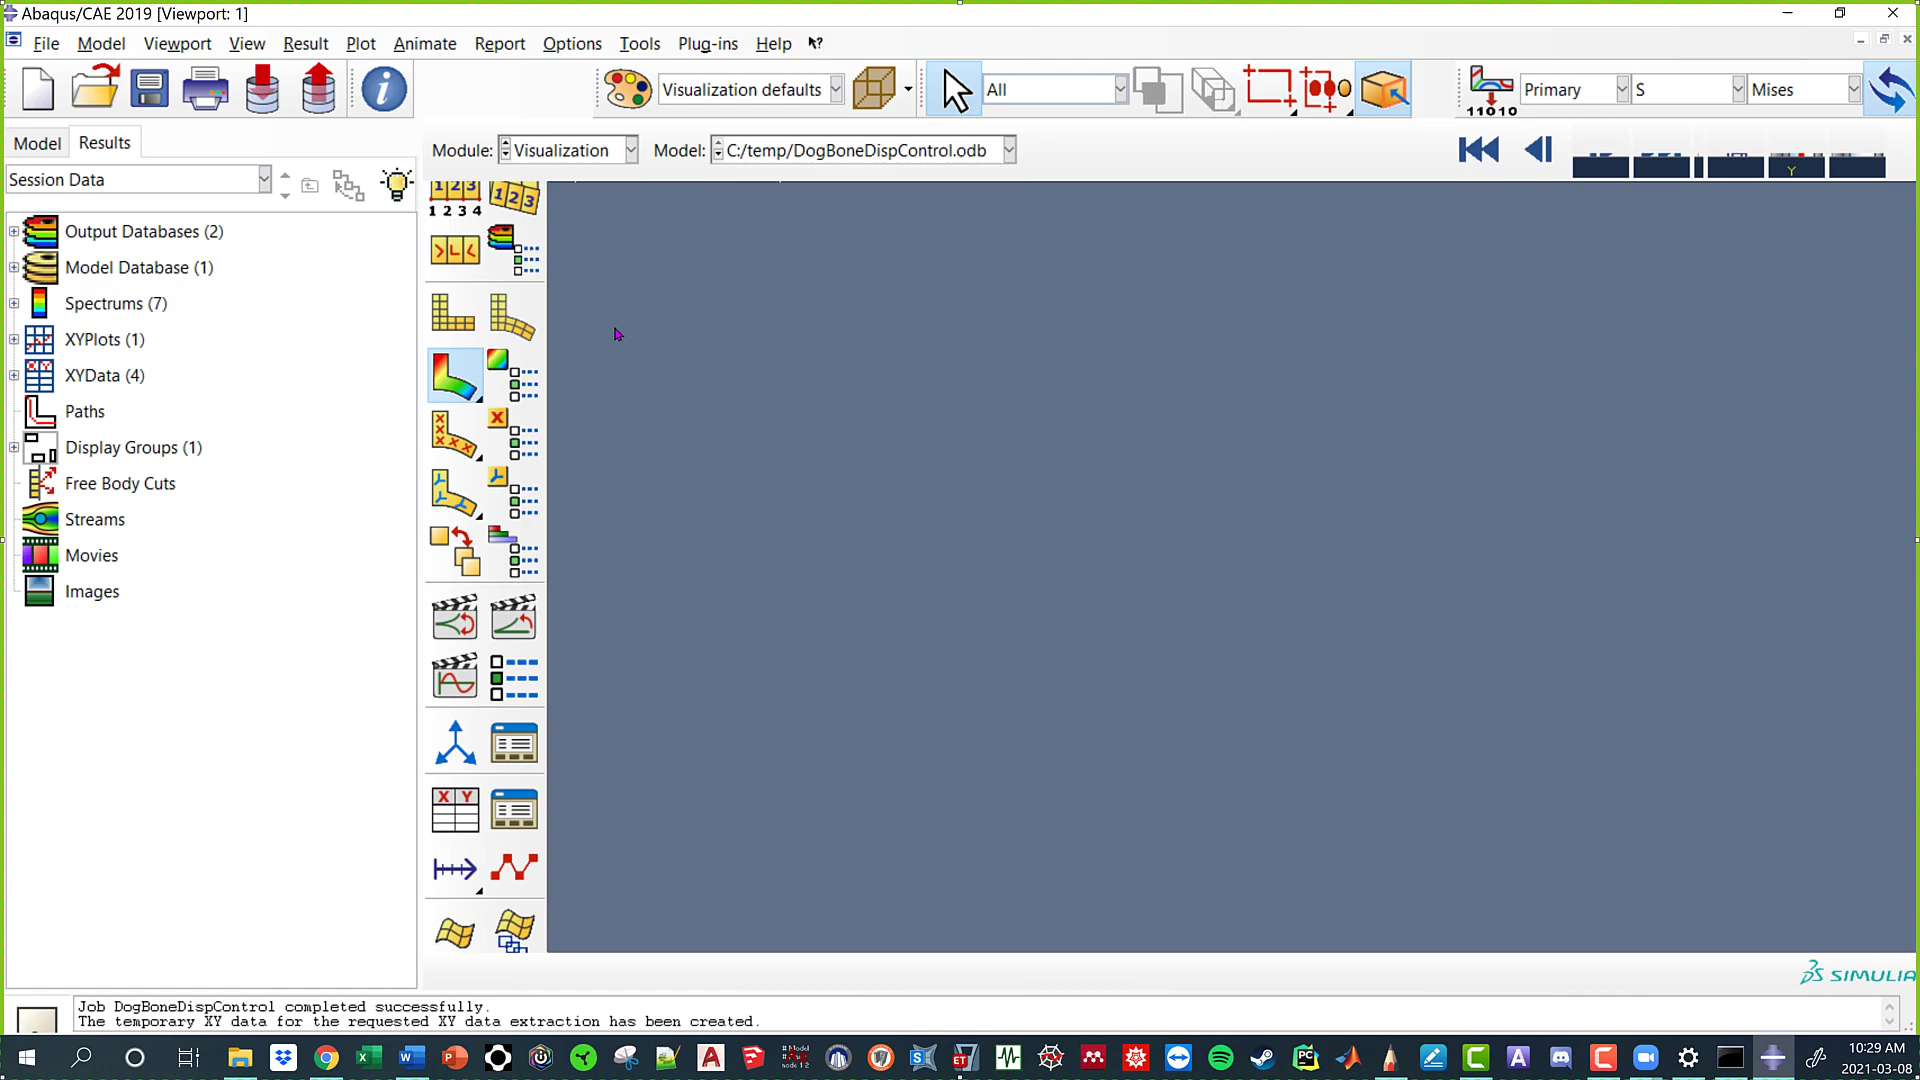 Abaqus/CAE 2019 [Viewport: 1]
File Model Viewport View Result Plot Animate Report Options Tools Plug-ins Help
Visualization defaults All Primary S Mises
11010
Model Results Module: Visualization Model: C:/temp/DogBoneDispControl.odb
Session Data
Y
1 2 3 4
1 2 3
Output Databases (2)
Model Database (1)
Spectrums (7)
XYPlots (1)
XYData (4)
Paths
Display Groups (1)
Free Body Cuts
Streams
Movies
Images
X Y
SIMULIA
Job DogBoneDispControl completed successfully.
The temporary XY data for the requested XY data extraction has been created.
10:29 AM
2021-03-08